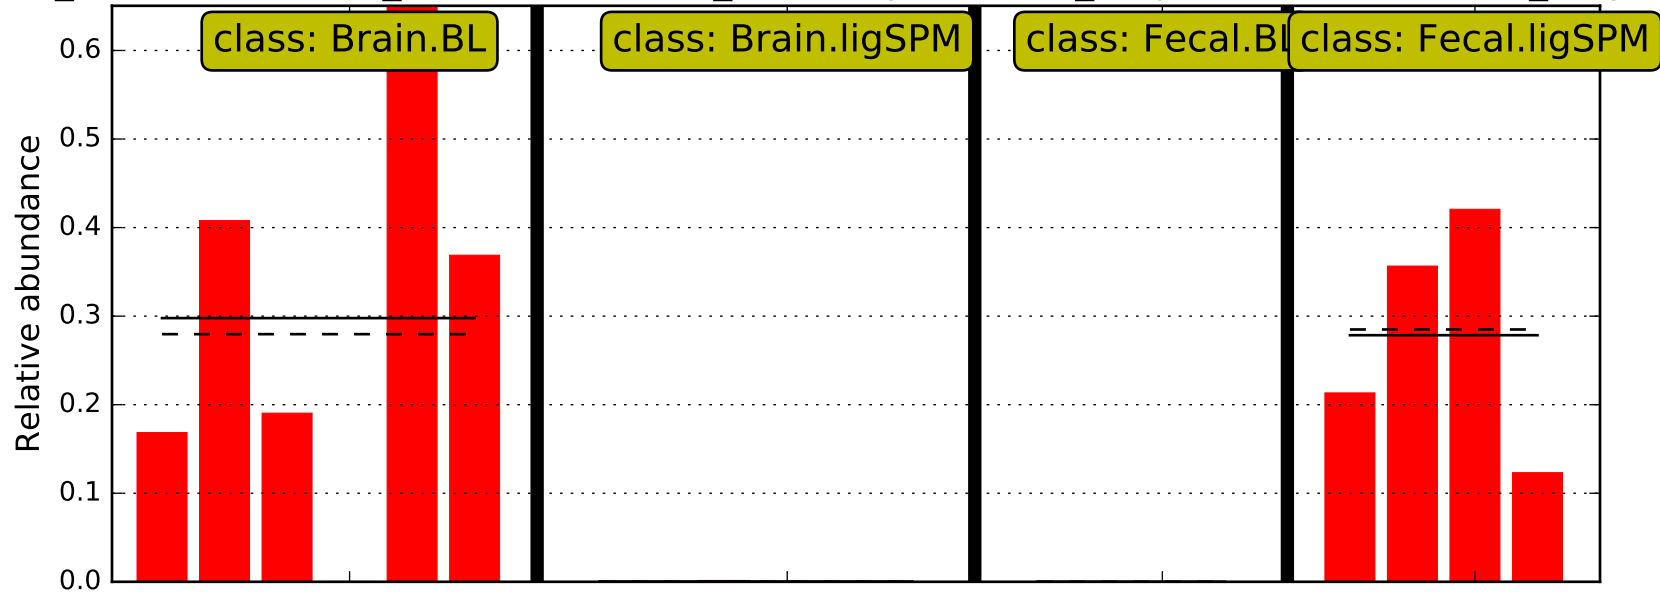 class: Brain.BL
class: Brain.ligSPM
class: Fecal.BL
class: Fecal.ligSPM
Relative abundance
0.6
0.5
0.4
0.3
0.2
0.1
0.0